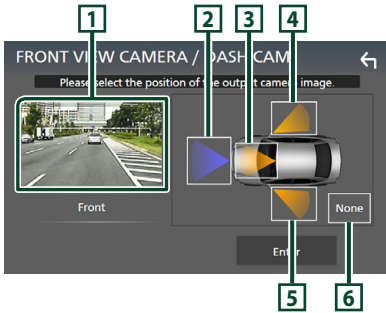 1 2 3 4
FRONT VIEW CAMERA / DASH CAM
Please select the position of the output camera image.
Front
None
Enter
5 6